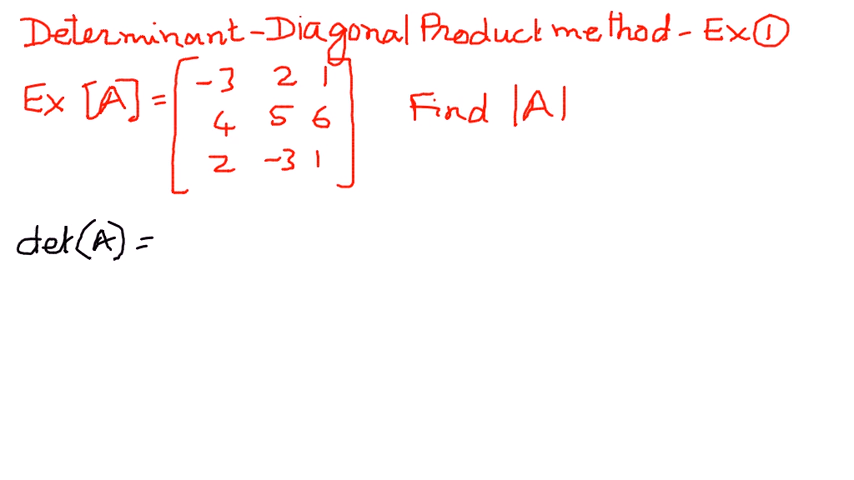 Determinant-Diagonal Product method - Ex ①
Ex [A] = [-3 2 1 Find |A|
4 5 6
2 -3 1]
det(A) =